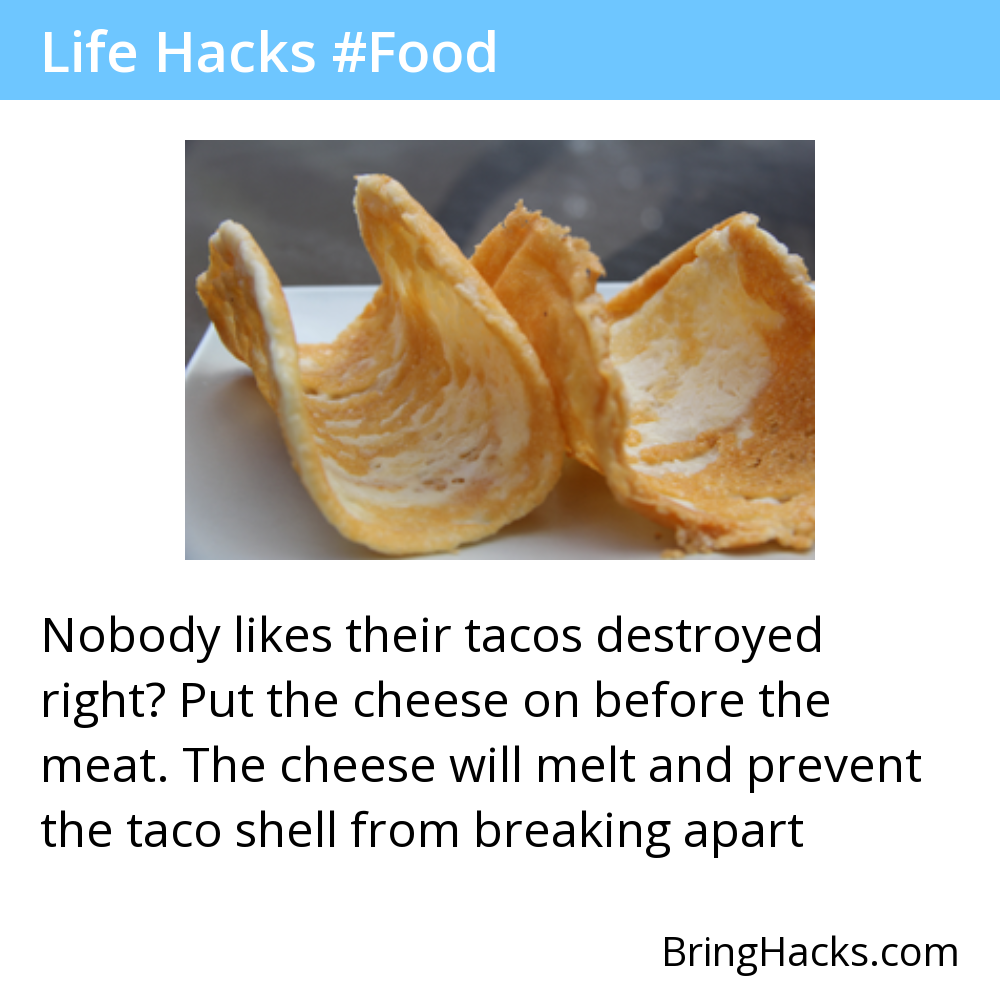 Life Hacks #Food
Nobody likes their tacos destroyed
right? Put the cheese on before the
meat. The cheese will melt and prevent
the taco shell from breaking apart
BringHacks.com